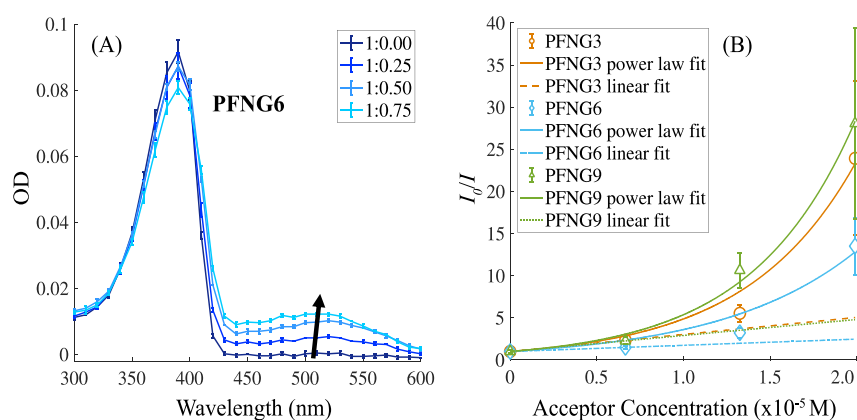 (A)
PFNG6
1:0.00
1:0.25
1:0.50
1:0.75
OD
0.1
0.08
0.06
0.04
0.02
0
300 350 400 450 500 550 600
Wavelength (nm)
(B)
PFNG3
PFNG3 power law fit
PFNG3 linear fit
PFNG6
PFNG6 power law fit
PFNG6 linear fit
PFNG9
PFNG9 power law fit
PFNG9 linear fit
I₀/I
40
35
30
25
20
15
10
5
0
0 0.5 1.0 1.5 2.0
Acceptor Concentration (x10⁻⁵ M)